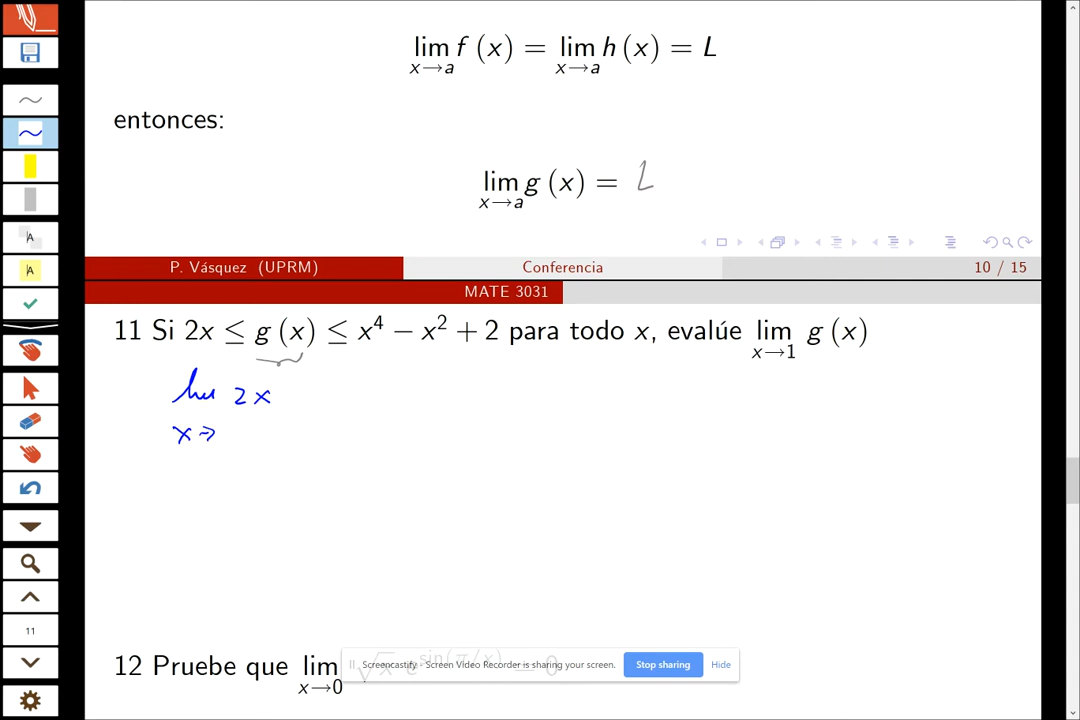 lim f (x) = lim h (x) = L
x→a x→a
entonces:
lim g (x) = L
x→a
P. Vásquez (UPRM) Conferencia 10 / 15
MATE 3031
11 Si 2x ≤ g (x) ≤ x⁴ − x² + 2 para todo x, evalúe lim g (x)
x→1
lim 2x
x→
11
12 Pruebe que lim √x e^sin(π/x) = 0
x→0
Screencastify - Screen Video Recorder is sharing your screen. Stop sharing Hide